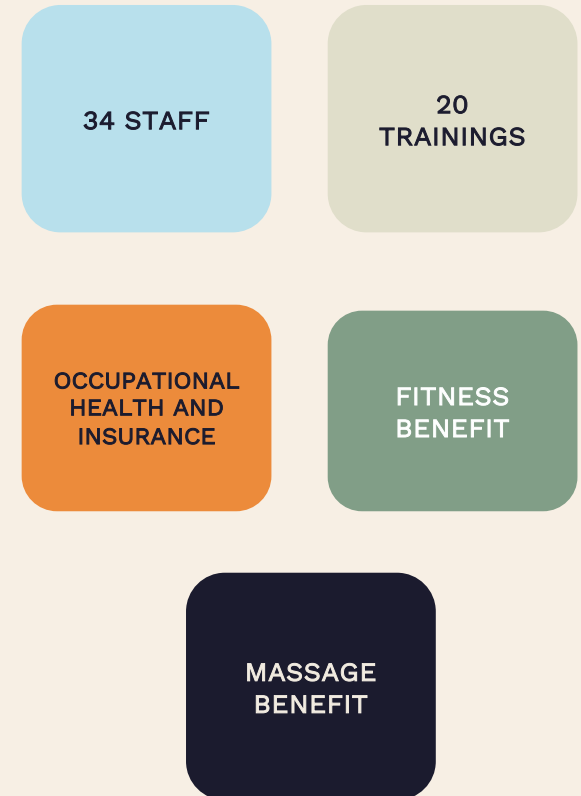 34 STAFF
20
TRAININGS
OCCUPATIONAL
HEALTH AND
INSURANCE
FITNESS
BENEFIT
MASSAGE
BENEFIT